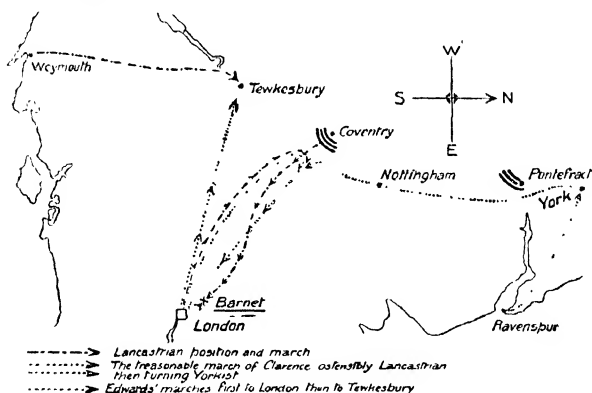 W
S N
E
Weymouth
Tewkesbury
Coventry
Nottingham
Pontefract
York
Barnet
London
Ravenspur
Lancastrian position and march
The treasonable march of Clarence ostensibly Lancastrian
then turning Yorkist
Edwards' marches first to London then to Tewkesbury